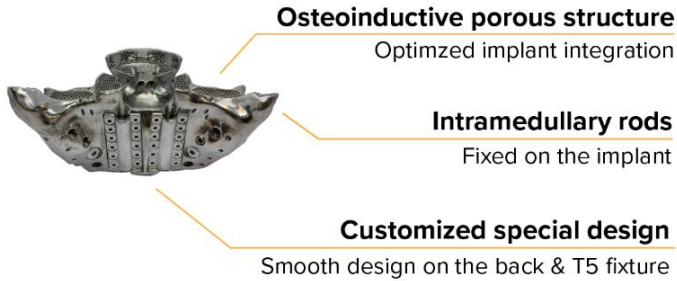 Osteoinductive porous structure
Optimzed implant integration
Intramedullary rods
Fixed on the implant
Customized special design
Smooth design on the back & T5 fixture